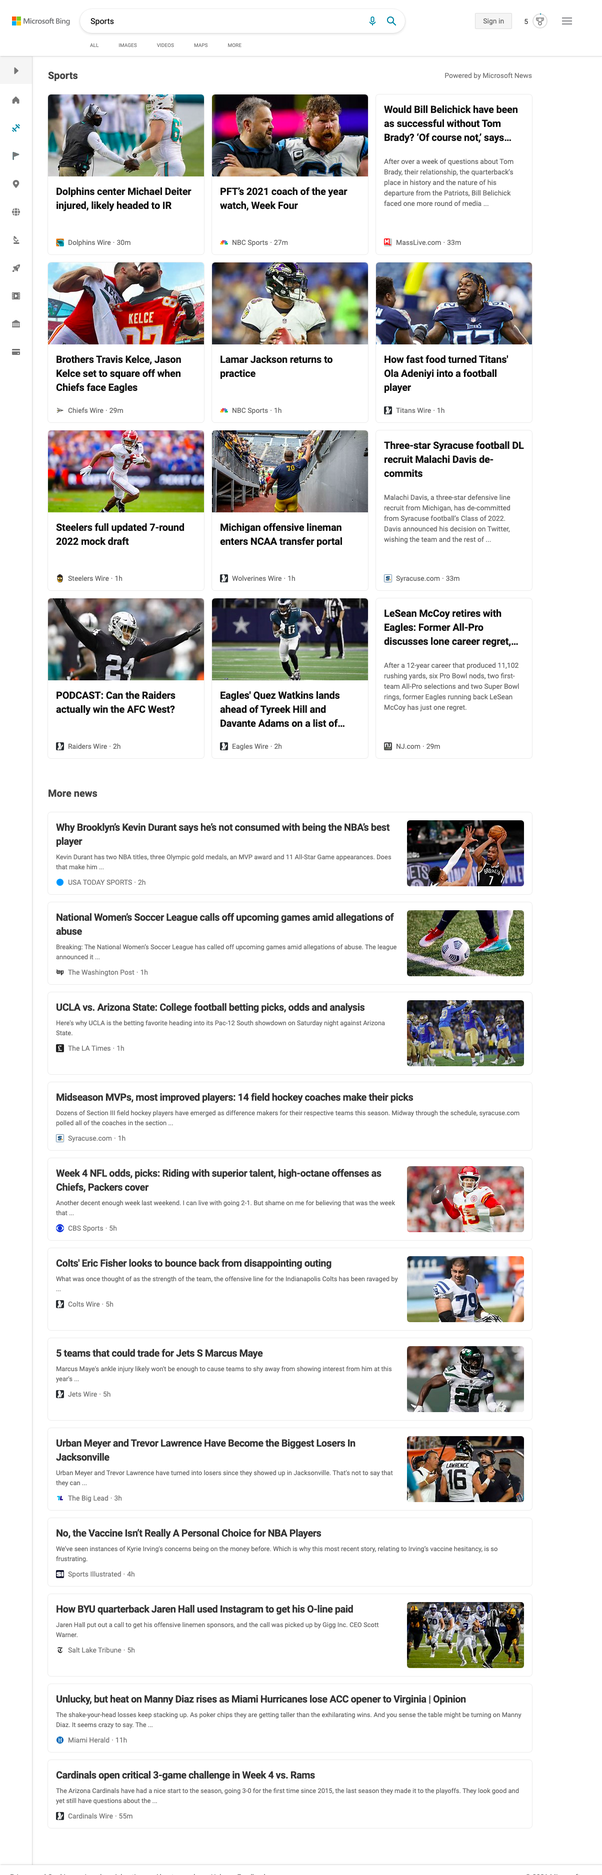 Microsoft Bing
Sports
Sign in
5
ALL
IMAGES
VIDEOS
MAPS
MORE
Sports
Powered by Microsoft News
Dolphins center Michael Deiter
injured, likely headed to IR
Dolphins Wire · 30m
PFT's 2021 coach of the year
watch, Week Four
NBC Sports · 27m
Would Bill Belichick have been
as successful without Tom
Brady? 'Of course not,' says...
After over a week of questions about Tom
Brady, their relationship, the quarterback's
place in history and the nature of his
departure from the Patriots, Bill Belichick
faced one more round of media ...
MassLive.com · 33m
KELCE
Brothers Travis Kelce, Jason
Kelce set to square off when
Chiefs face Eagles
Chiefs Wire · 29m
Lamar Jackson returns to
practice
NBC Sports · 1h
How fast food turned Titans'
Ola Adeniyi into a football
player
Titans Wire · 1h
Steelers full updated 7-round
2022 mock draft
Steelers Wire · 1h
70
Michigan offensive lineman
enters NCAA transfer portal
Wolverines Wire · 1h
Three-star Syracuse football DL
recruit Malachi Davis de-
commits
Malachi Davis, a three-star defensive line
recruit from Michigan, has de-committed
from Syracuse football's Class of 2022.
Davis announced his decision on Twitter,
wishing the team and the rest of ...
Syracuse.com · 33m
PODCAST: Can the Raiders
actually win the AFC West?
Raiders Wire · 2h
Eagles' Quez Watkins lands
ahead of Tyreek Hill and
Davante Adams on a list of...
Eagles Wire · 2h
LeSean McCoy retires with
Eagles: Former All-Pro
discusses lone career regret,...
After a 12-year career that produced 11,102
rushing yards, six Pro Bowl nods, two first-
team All-Pro selections and two Super Bowl
rings, former Eagles running back LeSean
McCoy has just one regret.
NJ.com · 29m
More news
Why Brooklyn's Kevin Durant says he's not consumed with being the NBA's best
player
Kevin Durant has two NBA titles, three Olympic gold medals, an MVP award and 11 All-Star Game appearances. Does
that make him ...
USA TODAY SPORTS · 2h
National Women's Soccer League calls off upcoming games amid allegations of
abuse
Breaking: The National Women's Soccer League has called off upcoming games amid allegations of abuse. The league
announced it ...
The Washington Post · 1h
UCLA vs. Arizona State: College football betting picks, odds and analysis
Here's why UCLA is the betting favorite heading into its Pac-12 South showdown on Saturday night against Arizona
State.
The LA Times · 1h
Midseason MVPs, most improved players: 14 field hockey coaches make their picks
Dozens of Section III field hockey players have emerged as difference makers for their respective teams this season. Midway through the schedule, syracuse.com
polled all of the coaches in the section ...
Syracuse.com · 1h
Week 4 NFL odds, picks: Riding with superior talent, high-octane offenses as
Chiefs, Packers cover
Another decent enough week last weekend. I can live with going 2-1. But shame on me for believing that was the week
that ...
CBS Sports · 5h
15
Colts' Eric Fisher looks to bounce back from disappointing outing
What was once thought of as the strength of the team, the offensive line for the Indianapolis Colts has been ravaged by
...
Colts Wire · 5h
79
5 teams that could trade for Jets S Marcus Maye
Marcus Maye's ankle injury likely won't be enough to cause teams to shy away from showing interest from him at this
year's ...
Jets Wire · 5h
20
Urban Meyer and Trevor Lawrence Have Become the Biggest Losers In
Jacksonville
Urban Meyer and Trevor Lawrence have turned into losers since they showed up in Jacksonville. That's not to say that
they can ...
The Big Lead · 3h
LAWRENCE
16
No, the Vaccine Isn't Really A Personal Choice for NBA Players
We've seen instances of Kyrie Irving's concerns being on the money before. Which is why this most recent story, relating to Irving's vaccine hesitancy, is so
frustrating.
Sports Illustrated · 4h
How BYU quarterback Jaren Hall used Instagram to get his O-line paid
Jaren Hall put out a call to get his offensive linemen sponsors, and the call was picked up by Gigg Inc. CEO Scott
Warner.
Salt Lake Tribune · 5h
Unlucky, but heat on Manny Diaz rises as Miami Hurricanes lose ACC opener to Virginia | Opinion
The shake-your-head losses keep stacking up. As poker chips they are getting taller than the exhilarating wins. And you sense the table might be turning on Manny
Diaz. It seems crazy to say. The ...
Miami Herald · 11h
Cardinals open critical 3-game challenge in Week 4 vs. Rams
The Arizona Cardinals have had a nice start to the season, going 3-0 for the first time since 2015, the last season they made it to the playoffs. They look good and
yet still have questions about the ...
Cardinals Wire · 55m